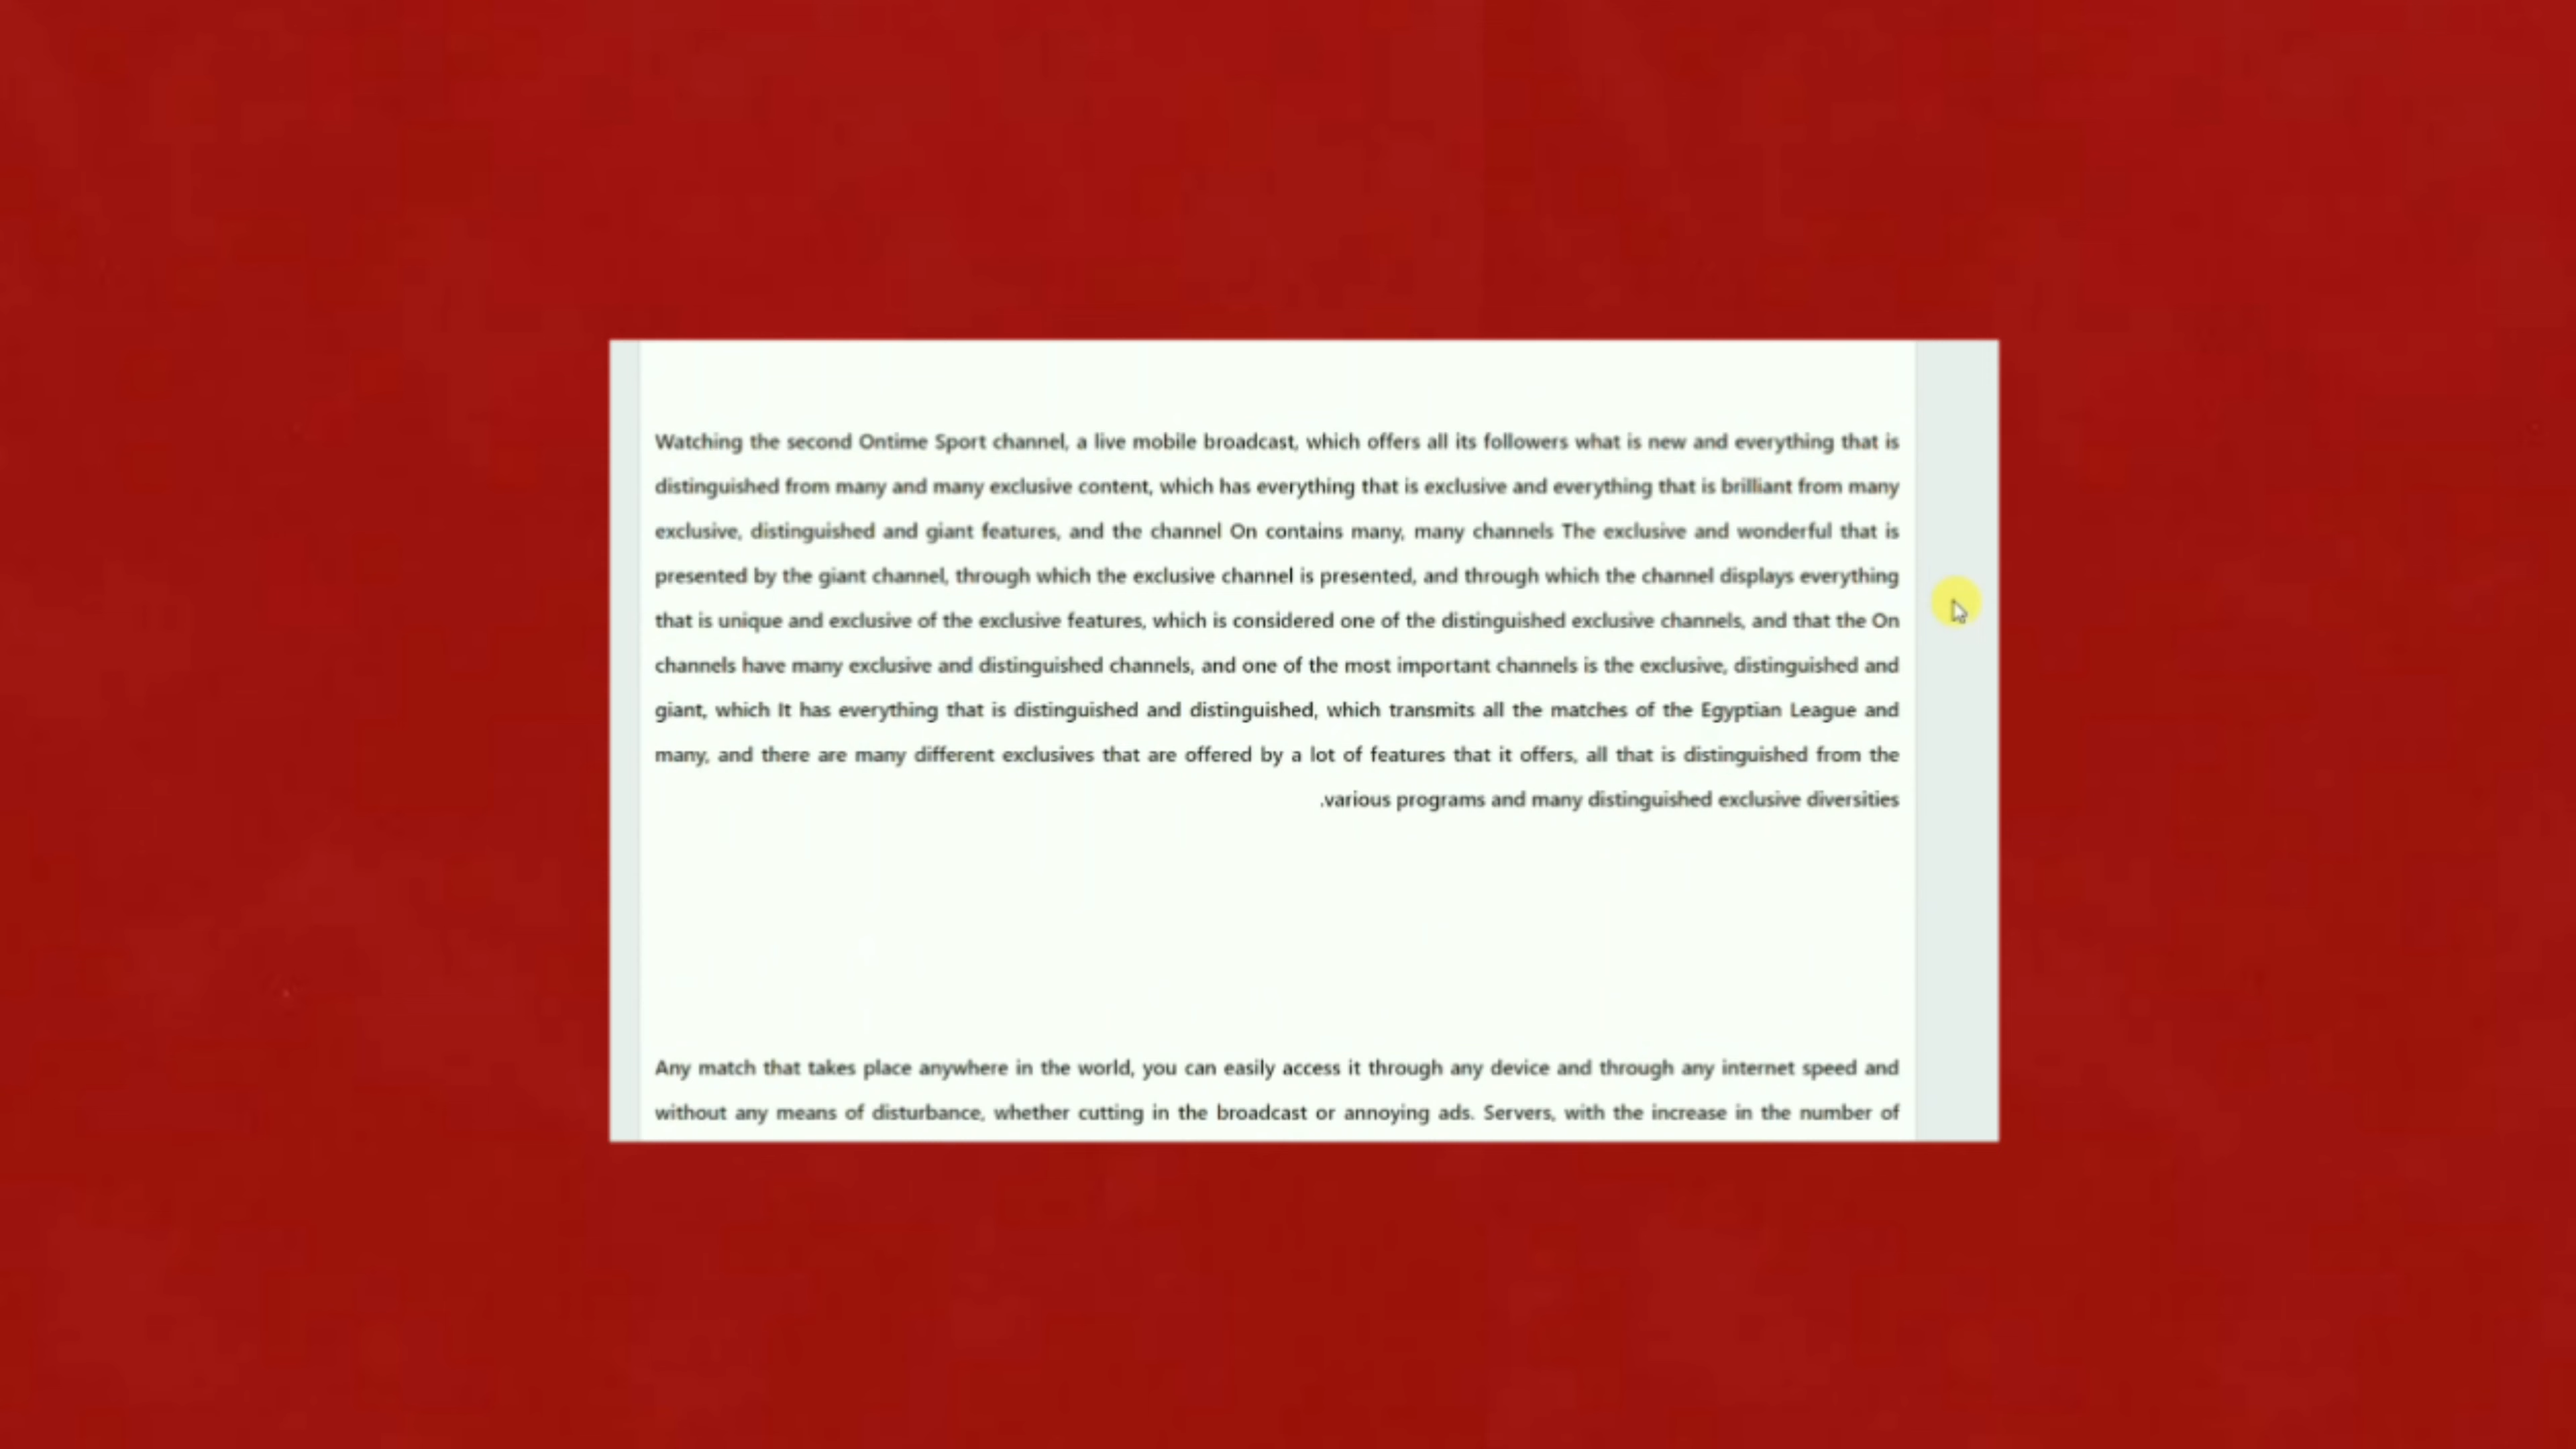 Watching the second Ontime Sport channel, a live mobile broadcast, which offers all its followers what is new and everything that is
distinguished from many and many exclusive content, which has everything that is exclusive and everything that is brilliant from many
exclusive, distinguished and giant features, and the channel On contains many, many channels The exclusive and wonderful that is
presented by the giant channel, through which the exclusive channel is presented, and through which the channel displays everything
that is unique and exclusive of the exclusive features, which is considered one of the distinguished exclusive channels, and that the On
channels have many exclusive and distinguished channels, and one of the most important channels is the exclusive, distinguished and
giant, which It has everything that is distinguished and distinguished, which transmits all the matches of the Egyptian League and
many, and there are many different exclusives that are offered by a lot of features that it offers, all that is distinguished from the
.various programs and many distinguished exclusive diversities
Any match that takes place anywhere in the world, you can easily access it through any device and through any internet speed and
without any means of disturbance, whether cutting in the broadcast or annoying ads. Servers, with the increase in the number of